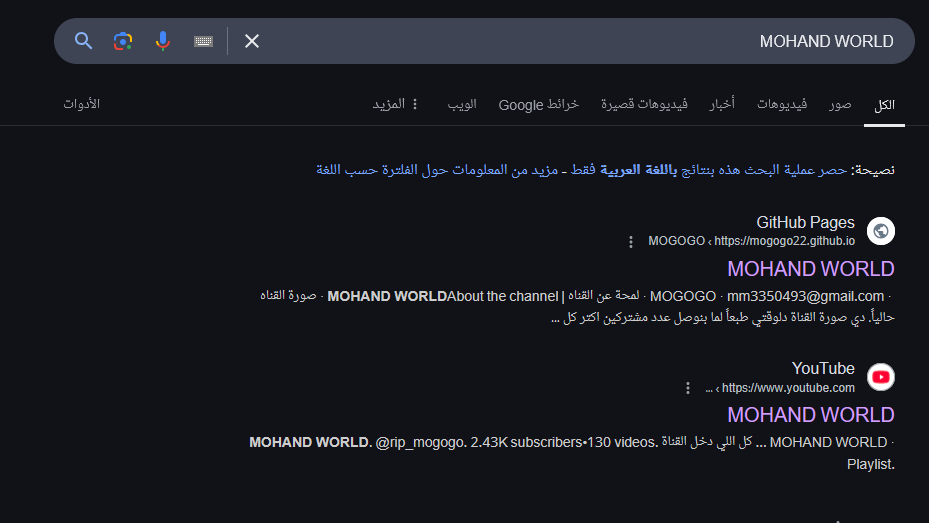 MOHAND WORLD
الكل صور فيديوهات أخبار فيديوهات قصيرة خرائط Google الويب المزيد الأدوات
نصيحة: حصر عملية البحث هذه بنتائج باللغة العربية فقط - مزيد من المعلومات حول الفلترة حسب اللغة
GitHub Pages
https://mogogo22.github.io › MOGOGO
MOHAND WORLD
MOHAND WORLDAbout the channel | لمحة عن القناه · MOGOGO · mm3350493@gmail.com · صورة القناه
حالياً. دي صورة القناة دلوقتي طبعاً لما بنوصل عدد مشتركين اكتر كل ...
YouTube
https://www.youtube.com › ...
MOHAND WORLD
MOHAND WORLD. @rip_mogogo. 2.43K subscribers•130 videos. كل اللي دخل القناة ... MOHAND WORLD ·
Playlist.